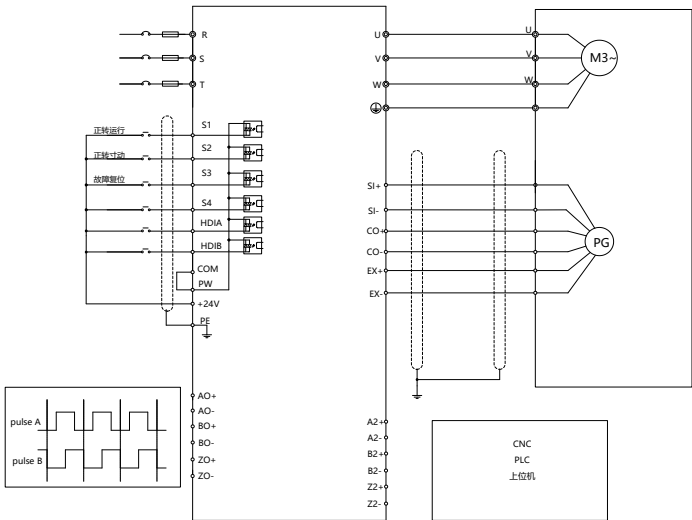 R
S
T
正转运行
S1
正转寸动
S2
故障复位
S3
S4
HDIA
HDIB
COM
PW
+24V
PE
U
V
W
U
V
W
M3~
SI+
SI-
CO+
CO-
EX+
EX-
PG
pulse A
pulse B
AO+
AO-
BO+
BO-
ZO+
ZO-
A2+
A2-
B2+
B2-
Z2+
Z2-
CNC
PLC
上位机